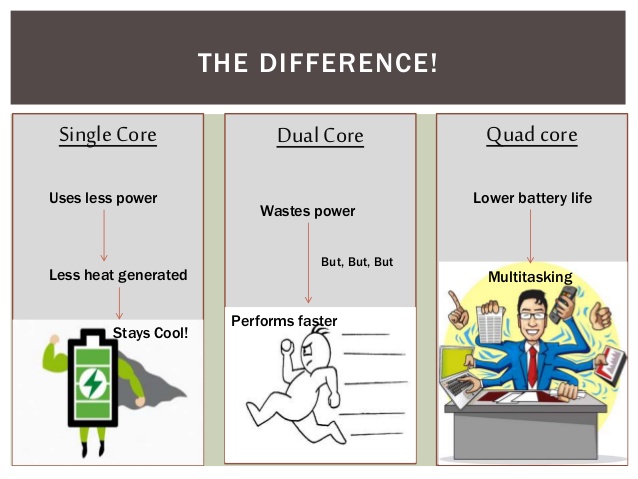 THE DIFFERENCE!
Single Core
Uses less power
Less heat generated
Stays Cool!
Dual Core
Wastes power
But, But, But
Performs faster
Quad core
Lower battery life
Multitasking